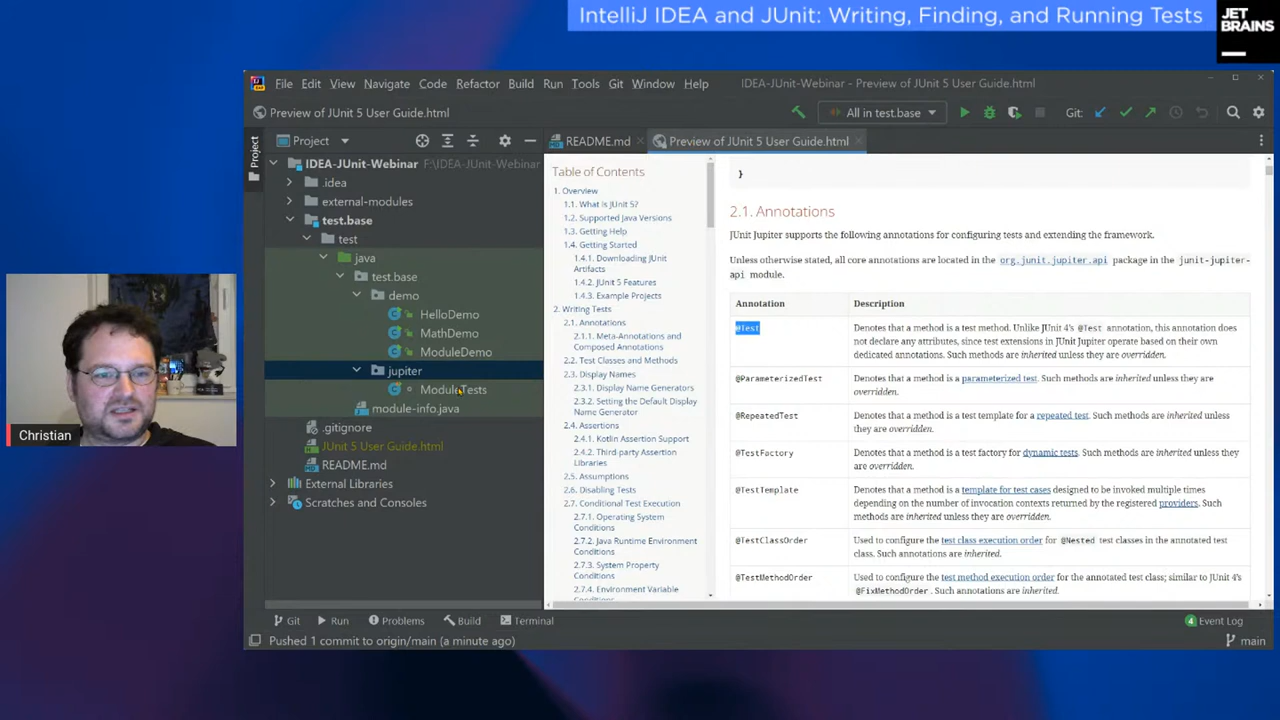 IntelliJ IDEA and JUnit: Writing, Finding, and Running Tests
JET
BRAINS
File Edit View Navigate Code Refactor Build Run Tools Git Window Help IDEA-JUnit-Webinar - Preview of JUnit 5 User Guide.html
Preview of JUnit 5 User Guide.html
All in test.base
Git:
Project
Project
README.md
Preview of JUnit 5 User Guide.html
IDEA-JUnit-Webinar F:\IDEA-JUnit-Webinar
.idea
external-modules
test.base
test
java
test.base
demo
HelloDemo
MathDemo
ModuleDemo
jupiter
ModuleTests
module-info.java
.gitignore
JUnit 5 User Guide.html
README.md
External Libraries
Scratches and Consoles
Table of Contents
1. Overview
1.1. What is JUnit 5?
1.2. Supported Java Versions
1.3. Getting Help
1.4. Getting Started
1.4.1. Downloading JUnit
Artifacts
1.4.2. JUnit 5 Features
1.4.3. Example Projects
2. Writing Tests
2.1. Annotations
2.1.1. Meta-Annotations and
Composed Annotations
2.2. Test Classes and Methods
2.3. Display Names
2.3.1. Display Name Generators
2.3.2. Setting the Default Display
Name Generator
2.4. Assertions
2.4.1. Kotlin Assertion Support
2.4.2. Third-party Assertion
Libraries
2.5. Assumptions
2.6. Disabling Tests
2.7. Conditional Test Execution
2.7.1. Operating System
Conditions
2.7.2. Java Runtime Environment
Conditions
2.7.3. System Property
Conditions
2.7.4. Environment Variable
}
2.1. Annotations
JUnit Jupiter supports the following annotations for configuring tests and extending the framework.
Unless otherwise stated, all core annotations are located in the org.junit.jupiter.api package in the junit-jupiter-
api module.
Annotation Description
@Test Denotes that a method is a test method. Unlike JUnit 4's @Test annotation, this annotation does
not declare any attributes, since test extensions in JUnit Jupiter operate based on their own
dedicated annotations. Such methods are inherited unless they are overridden.
@ParameterizedTest Denotes that a method is a parameterized test. Such methods are inherited unless they are
overridden.
@RepeatedTest Denotes that a method is a test template for a repeated test. Such methods are inherited unless
they are overridden.
@TestFactory Denotes that a method is a test factory for dynamic tests. Such methods are inherited unless
they are overridden.
@TestTemplate Denotes that a method is a template for test cases designed to be invoked multiple times
depending on the number of invocation contexts returned by the registered providers. Such
methods are inherited unless they are overridden.
@TestClassOrder Used to configure the test class execution order for @Nested test classes in the annotated test
class. Such annotations are inherited.
@TestMethodOrder Used to configure the test method execution order for the annotated test class; similar to JUnit 4's
@FixMethodOrder. Such annotations are inherited.
Christian
Git Run Problems Build Terminal 4 Event Log
Pushed 1 commit to origin/main (a minute ago) main